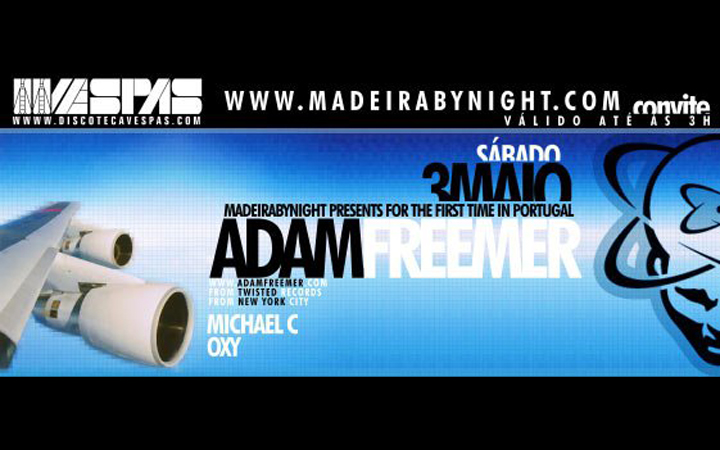 VESPAS
WWW.DISCOTECAVESPAS.COM
WWW.MADEIRABYNIGHT.COM convite
VÁLIDO ATÉ ÀS 3H
SÁBADO
3MAIO
MADEIRABYNIGHT PRESENTS FOR THE FIRST TIME IN PORTUGAL
ADAMFREEMER
WWW.ADAMFREEMER.COM
FROM TWISTED RECORDS
FROM NEW YORK CITY
MICHAEL C
OXY